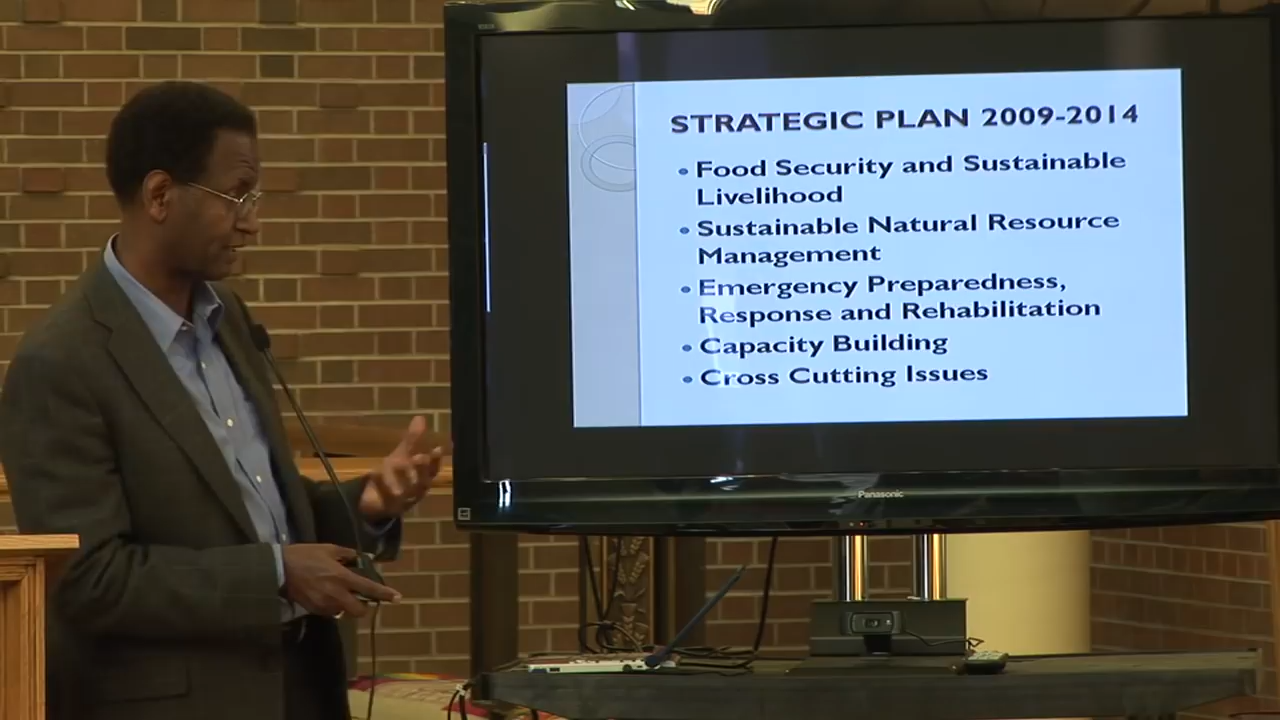 STRATEGIC PLAN 2009-2014
• Food Security and Sustainable
Livelihood
• Sustainable Natural Resource
Management
• Emergency Preparedness,
Response and Rehabilitation
• Capacity Building
• Cross Cutting Issues
Panasonic